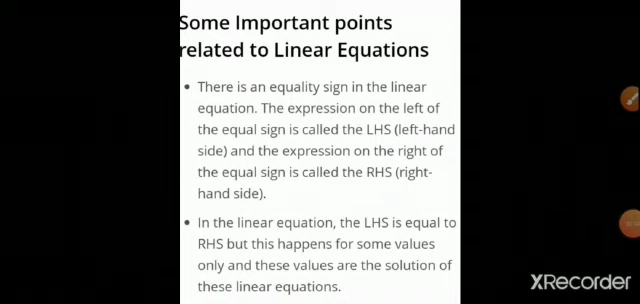 Some Important points
related to Linear Equations
• There is an equality sign in the linear
equation. The expression on the left of
the equal sign is called the LHS (left-hand
side) and the expression on the right of
the equal sign is called the RHS (right-
hand side).
• In the linear equation, the LHS is equal to
RHS but this happens for some values
only and these values are the solution of
these linear equations.
XRecorder